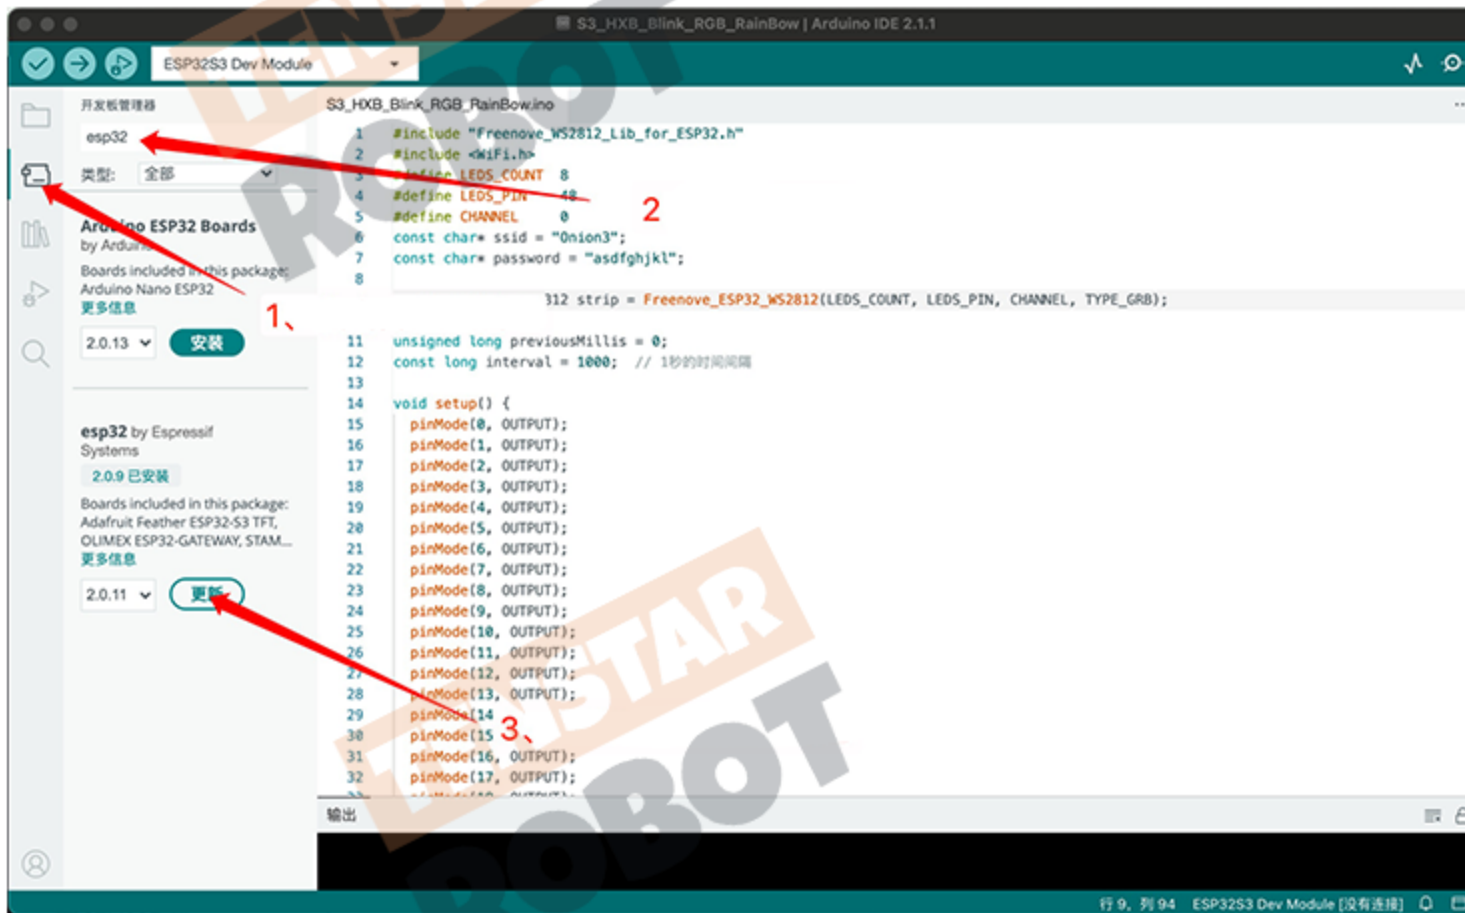 S3_HXB_Blink_RGB_RainBow | Arduino IDE 2.1.1
ESP32S3 Dev Module
开发板管理器
esp32
类型: 全部
Arduino ESP32 Boards
by Arduino
Boards included in this package:
Arduino Nano ESP32
更多信息
2.0.13 安装
esp32 by Espressif
Systems
2.0.9 已安装
Boards included in this package:
Adafruit Feather ESP32-S3 TFT,
OLIMEX ESP32-GATEWAY, STAM...
更多信息
2.0.11 更新
1、
2
3、
S3_HXB_Blink_RGB_RainBow.ino
1 #include "Freenove_WS2812_Lib_for_ESP32.h"
2 #include <WiFi.h>
3 #define LEDS_COUNT 8
4 #define LEDS_PIN 48
5 #define CHANNEL 0
6 const char* ssid = "Onion3";
7 const char* password = "asdfghjkl";
8
312 strip = Freenove_ESP32_WS2812(LEDS_COUNT, LEDS_PIN, CHANNEL, TYPE_GRB);
11 unsigned long previousMillis = 0;
12 const long interval = 1000; // 1秒的时间间隔
13
14 void setup() {
15 pinMode(0, OUTPUT);
16 pinMode(1, OUTPUT);
17 pinMode(2, OUTPUT);
18 pinMode(3, OUTPUT);
19 pinMode(4, OUTPUT);
20 pinMode(5, OUTPUT);
21 pinMode(6, OUTPUT);
22 pinMode(7, OUTPUT);
23 pinMode(8, OUTPUT);
24 pinMode(9, OUTPUT);
25 pinMode(10, OUTPUT);
26 pinMode(11, OUTPUT);
27 pinMode(12, OUTPUT);
28 pinMode(13, OUTPUT);
29 pinMode(14
30 pinMode(15
31 pinMode(16, OUTPUT);
32 pinMode(17, OUTPUT);
输出
行 9, 列 94 ESP32S3 Dev Module [没有连接]
TENSTAR
ROBOT
TENSTAR
ROBOT